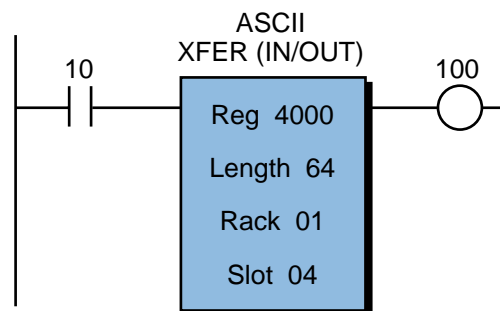 ASCII
XFER (IN/OUT)
10
100
Reg 4000
Length 64
Rack 01
Slot 04